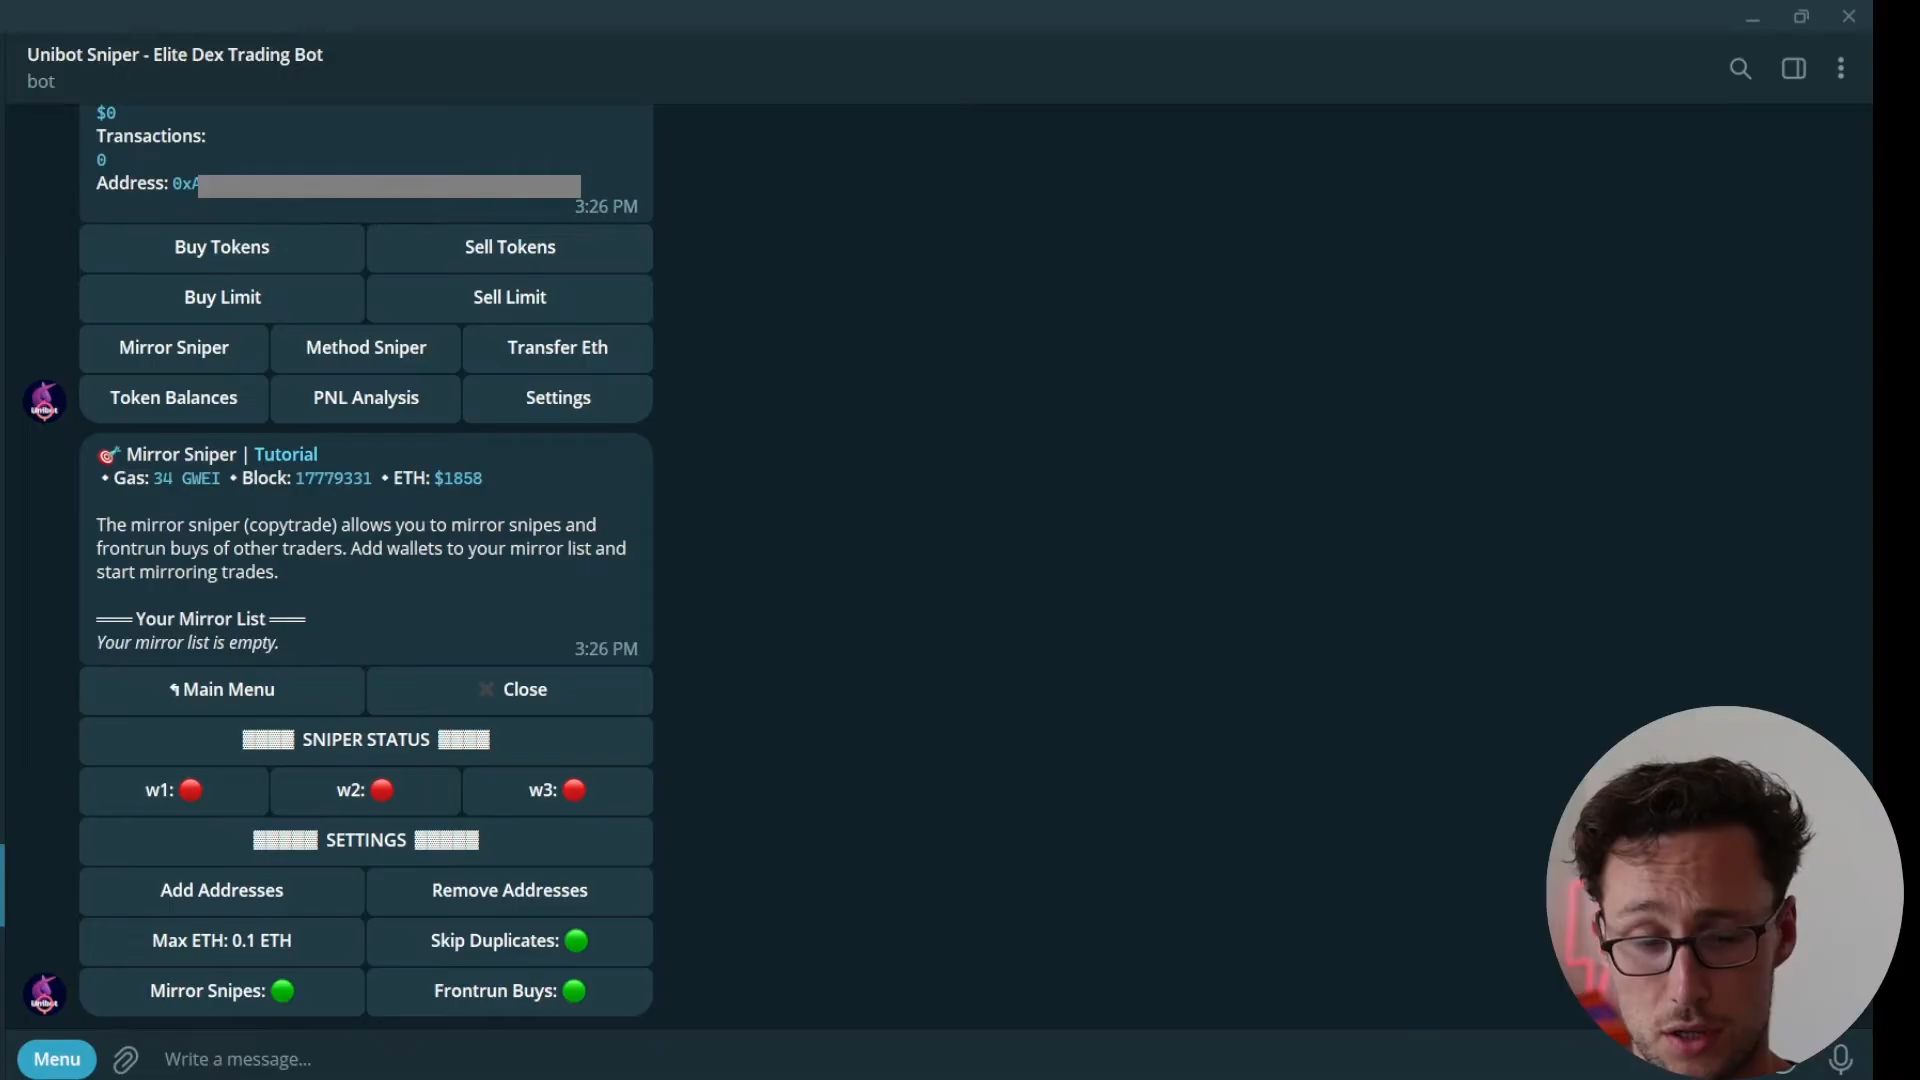 Unibot Sniper - Elite Dex Trading Bot
bot
$0
Transactions:
0
Address: 0xA
3:26 PM
Buy Tokens
Sell Tokens
Buy Limit
Sell Limit
Mirror Sniper
Method Sniper
Transfer Eth
Token Balances
PNL Analysis
Settings
Unibot
🎯 Mirror Sniper | Tutorial
• Gas: 34 GWEI • Block: 17779331 • ETH: $1858
The mirror sniper (copytrade) allows you to mirror snipes and
frontrun buys of other traders. Add wallets to your mirror list and
start mirroring trades.
═══ Your Mirror List ═══
Your mirror list is empty.
3:26 PM
↰ Main Menu
✖ Close
▒▒▒▒ SNIPER STATUS ▒▒▒▒
w1: 🔴
w2: 🔴
w3: 🔴
▒▒▒▒▒ SETTINGS ▒▒▒▒▒
Add Addresses
Remove Addresses
Max ETH: 0.1 ETH
Skip Duplicates: 🟢
Mirror Snipes: 🟢
Frontrun Buys: 🟢
Unibot
Menu
Write a message...